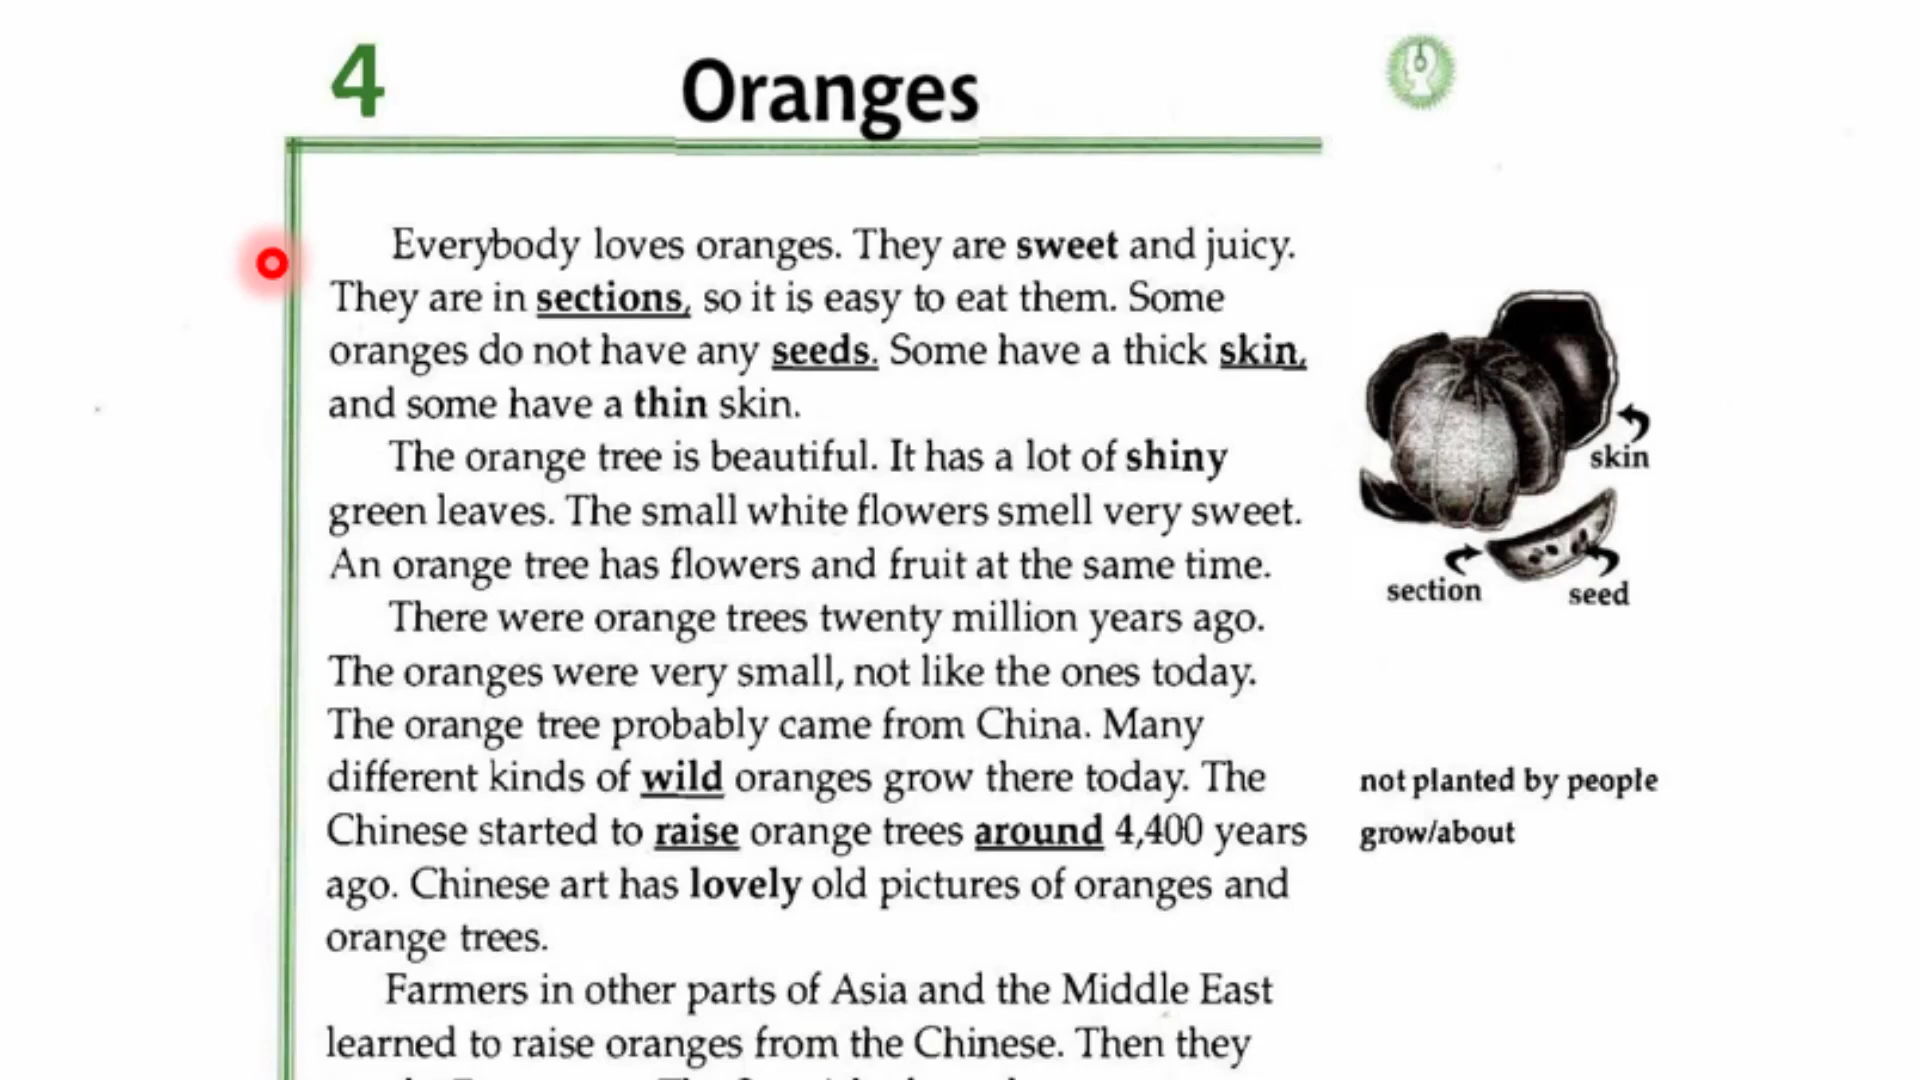 4 Oranges
Everybody loves oranges. They are sweet and juicy.
They are in sections, so it is easy to eat them. Some
oranges do not have any seeds. Some have a thick skin,
and some have a thin skin.
skin
The orange tree is beautiful. It has a lot of shiny
green leaves. The small white flowers smell very sweet.
An orange tree has flowers and fruit at the same time.
section seed
There were orange trees twenty million years ago.
The oranges were very small, not like the ones today.
The orange tree probably came from China. Many
different kinds of wild oranges grow there today. The
not planted by people
Chinese started to raise orange trees around 4,400 years
grow/about
ago. Chinese art has lovely old pictures of oranges and
orange trees.
Farmers in other parts of Asia and the Middle East
learned to raise oranges from the Chinese. Then they